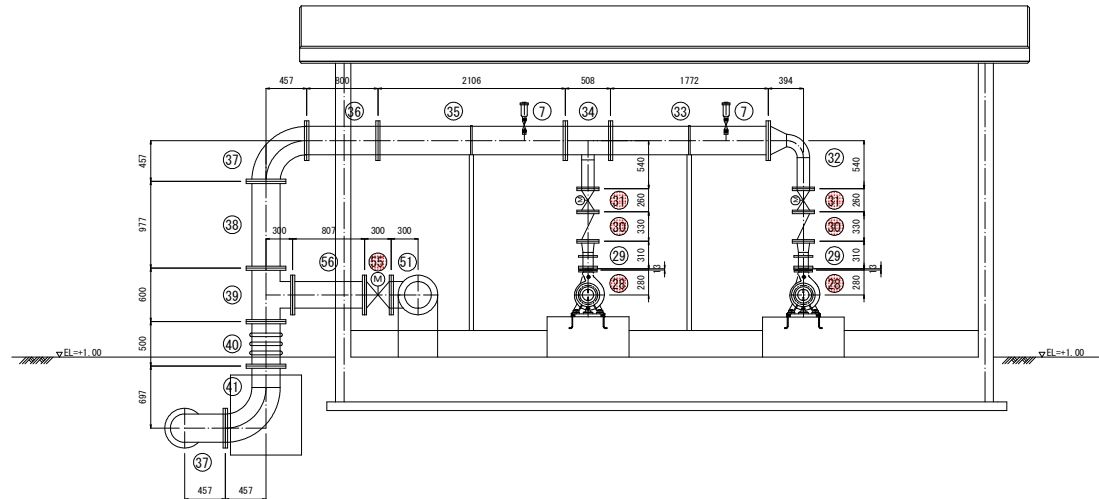 457 800 2106 508 1772 394
36 35 7 34 33 7
457 37 540 32 540
M 31 260 M 31 260
977 38 30 330 30 330
300 807 300 300
56 55 51 29 310 29 310
M 13 13
600 39 28 280 28 280
500 40
▽EL=+1.00 ▽EL=+1.00
697 41
37
457 457